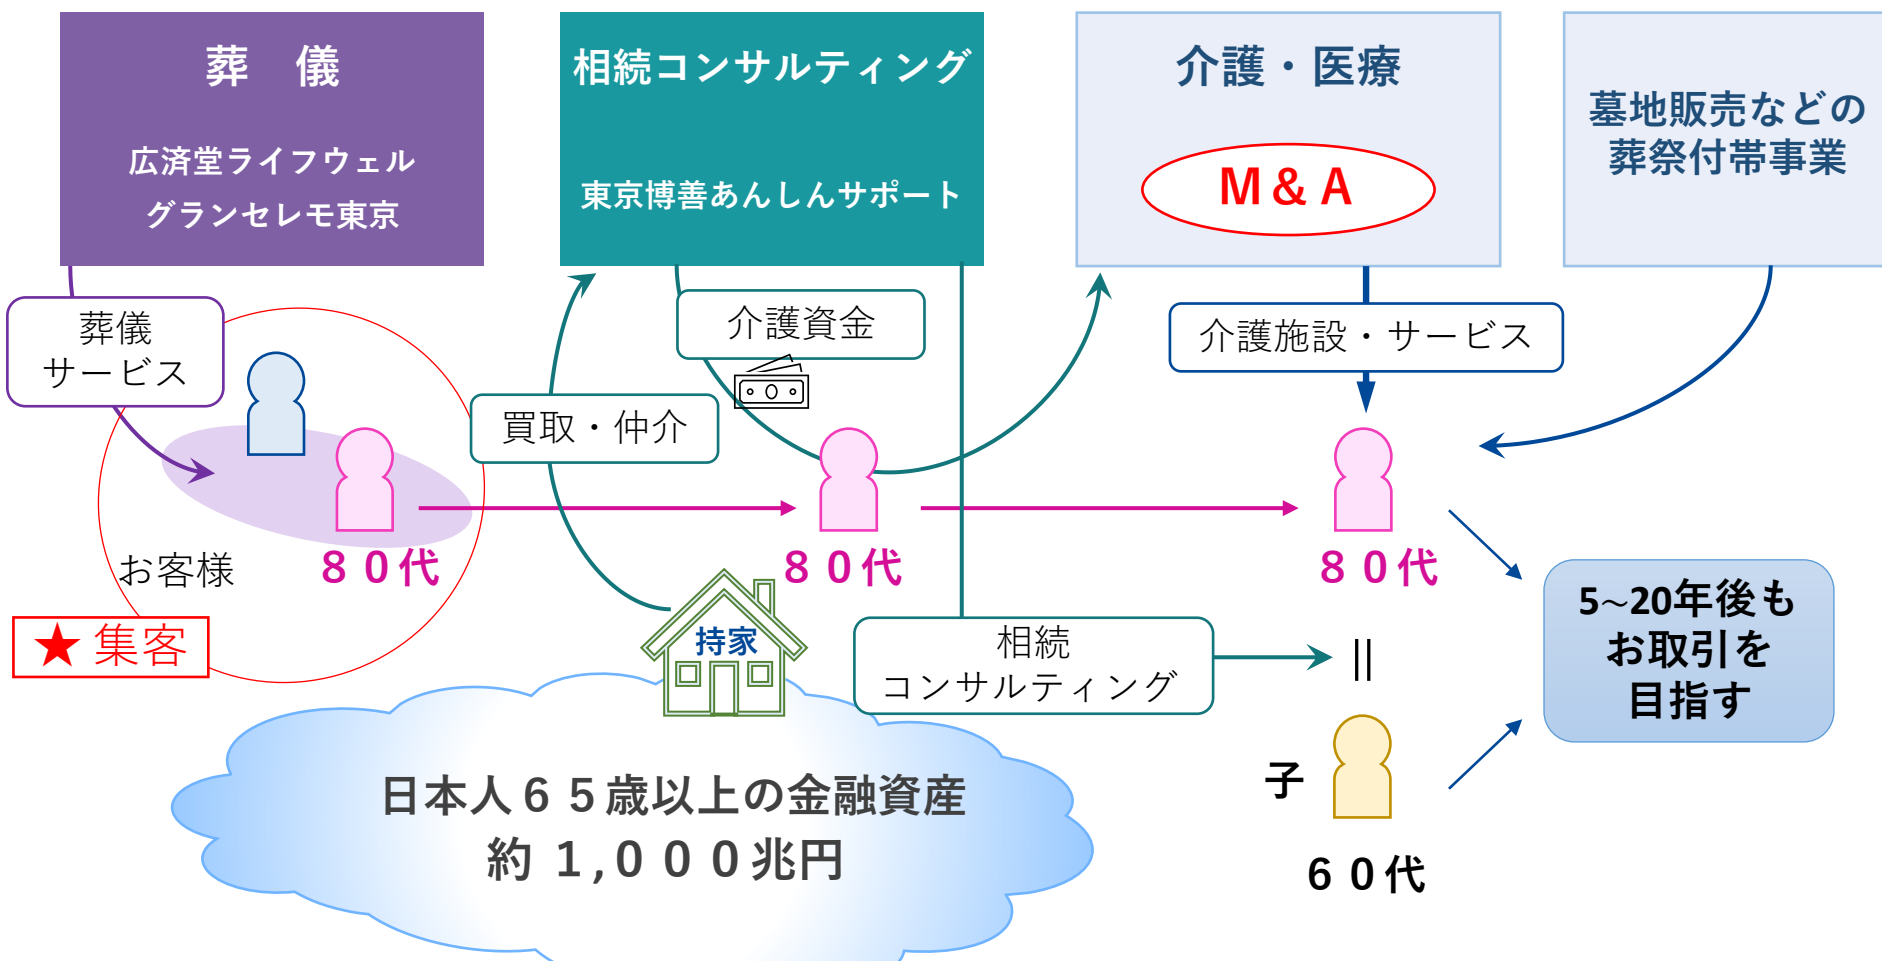 葬　儀
広済堂ライフウェル
グランセレモ東京
相続コンサルティング
東京博善あんしんサポート
介護・医療
M & A
墓地販売などの
葬祭付帯事業
葬儀
サービス
介護資金
介護施設・サービス
買取・仲介
お客様
８０代
８０代
８０代
★ 集客
持家
相続
コンサルティング
5~20年後も
お取引を
目指す
子
６０代
日本人６５歳以上の金融資産
約１,０００兆円